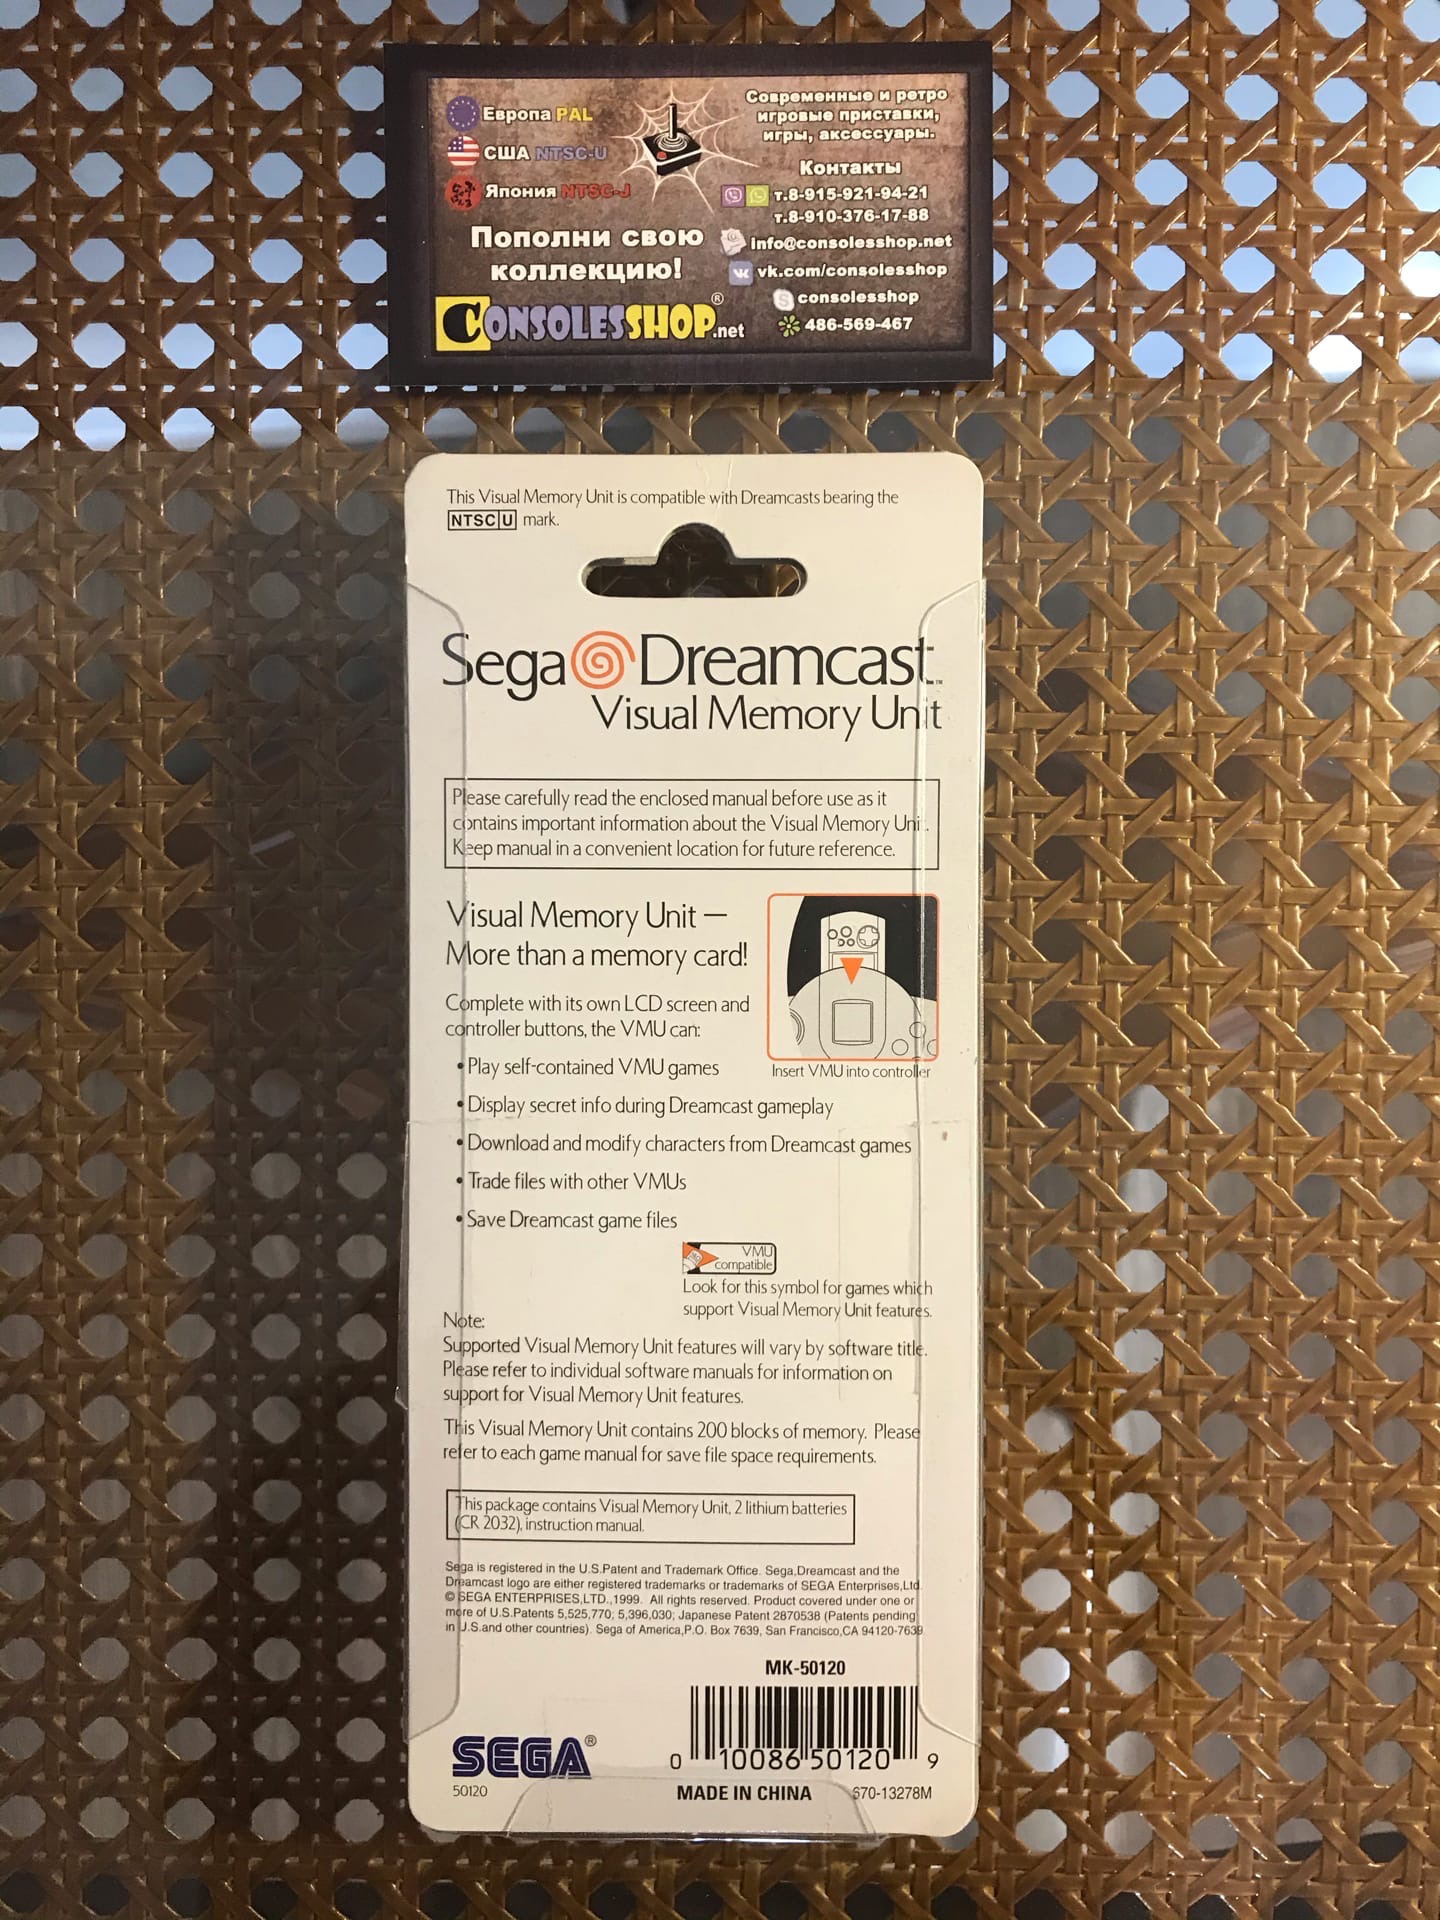 Европа PAL
США NTSC-U
Япония NTSC-J
Пополни свою
коллекцию!
CONSOLESSHOP.net
®
Современные и ретро
игровые приставки,
игры, аксессуары.
Контакты
т.8-915-921-94-21
т.8-910-376-17-88
info@consolesshop.net
vk.com/consolesshop
consolesshop
486-569-467
This Visual Memory Unit is compatible with Dreamcasts bearing the
NTSC U mark.
Sega Dreamcast™
Visual Memory Unit
Please carefully read the enclosed manual before use as it
contains important information about the Visual Memory Unit.
Keep manual in a convenient location for future reference.
Visual Memory Unit —
More than a memory card!
Complete with its own LCD screen and
controller buttons, the VMU can:
Insert VMU into controller
• Play self-contained VMU games
• Display secret info during Dreamcast gameplay
• Download and modify characters from Dreamcast games
• Trade files with other VMUs
• Save Dreamcast game files
VMU
compatible
Look for this symbol for games which
support Visual Memory Unit features.
Note:
Supported Visual Memory Unit features will vary by software title.
Please refer to individual software manuals for information on
support for Visual Memory Unit features.
This Visual Memory Unit contains 200 blocks of memory. Please
refer to each game manual for save file space requirements.
This package contains Visual Memory Unit, 2 lithium batteries
(CR 2032), instruction manual.
Sega is registered in the U.S.Patent and Trademark Office. Sega,Dreamcast and the
Dreamcast logo are either registered trademarks or trademarks of SEGA Enterprises,Ltd.
© SEGA ENTERPRISES,LTD.,1999. All rights reserved. Product covered under one or
more of U.S.Patents 5,525,770; 5,396,030; Japanese Patent 2870538 (Patents pending
in U.S.and other countries). Sega of America,P.O. Box 7639, San Francisco,CA 94120-7639
MK-50120
0 10086 50120 9
SEGA®
50120
MADE IN CHINA
670-13278M